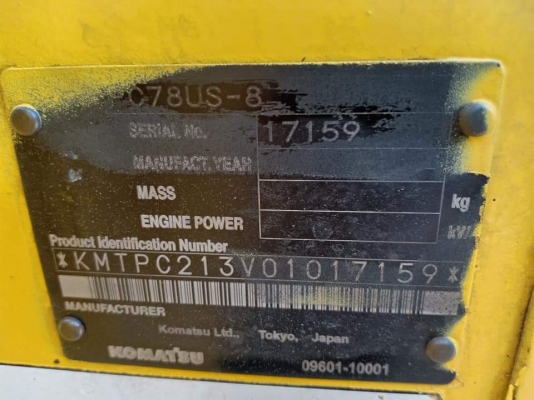 C78US-8
SERIAL No. 17159
MANUFACT. YEAR
MASS kg
ENGINE POWER kW/
Product Identification Number
*KMTPC213V01017159*
MANUFACTURER
Komatsu Ltd., Tokyo, Japan
KOMATSU 09601-10001